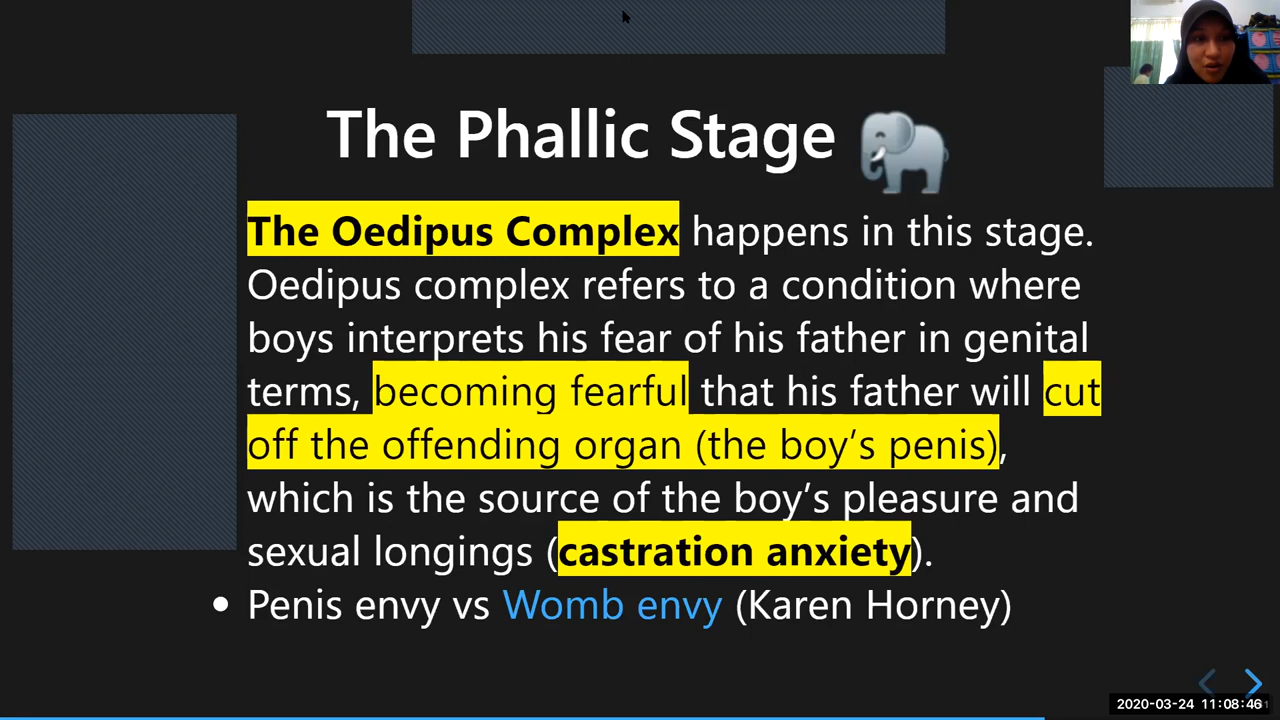 The Phallic Stage
The Oedipus Complex happens in this stage.
Oedipus complex refers to a condition where
boys interprets his fear of his father in genital
terms, becoming fearful that his father will cut
off the offending organ (the boy’s penis),
which is the source of the boy’s pleasure and
sexual longings (castration anxiety).
• Penis envy vs Womb envy (Karen Horney)
2020-03-24 11:08:46